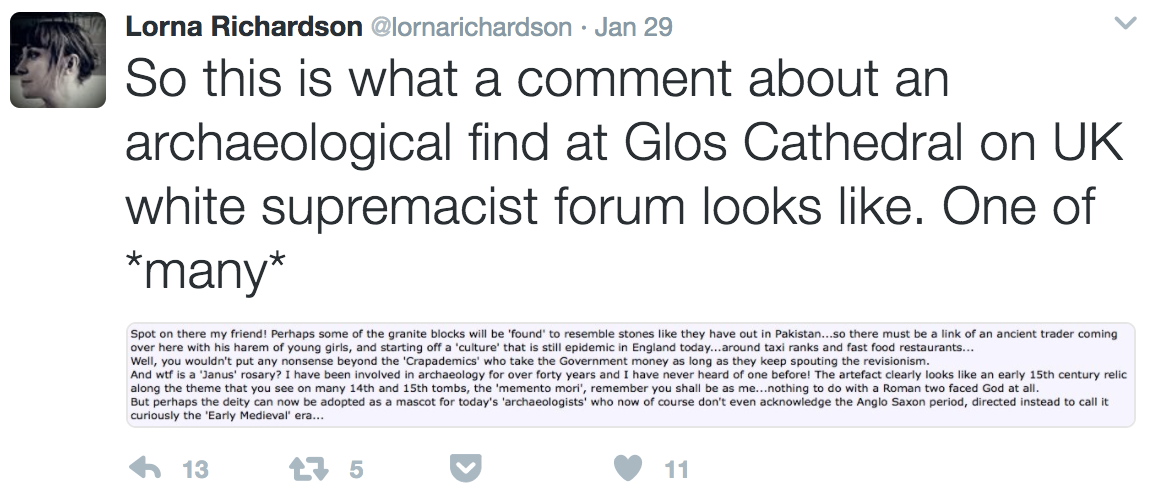 Lorna Richardson @lornarichardson · Jan 29
So this is what a comment about an
archaeological find at Glos Cathedral on UK
white supremacist forum looks like. One of
*many*
Spot on there my friend! Perhaps some of the granite blocks will be 'found' to resemble stones like they have out in Pakistan...so there must be a link of an ancient trader coming
over here with his harem of young girls, and starting off a 'culture' that is still epidemic in England today...around taxi ranks and fast food restaurants...
Well, you wouldn't put any nonsense beyond the 'Crapademics' who take the Government money as long as they keep spouting the revisionism.
And wtf is a 'Janus' rosary? I have been involved in archaeology for over forty years and I have never heard of one before! The artefact clearly looks like an early 15th century relic
along the theme that you see on many 14th and 15th tombs, the 'memento mori', remember you shall be as me...nothing to do with a Roman two faced God at all.
But perhaps the deity can now be adopted as a mascot for today's 'archaeologists' who now of course don't even acknowledge the Anglo Saxon period, directed instead to call it
curiously the 'Early Medieval' era...
13 5 11